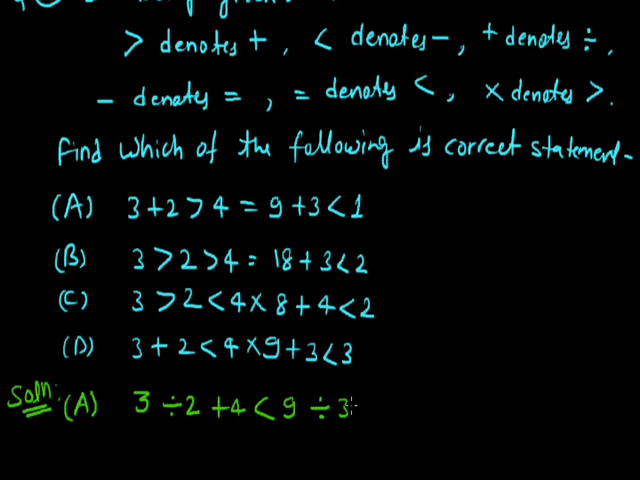 > denotes +, < denotes -, + denotes ÷,
- denotes =, = denotes <, × denotes >.
Find which of the following is correct statement-
(A) 3+2>4=9+3<1
(B) 3>2>4=18+3<2
(C) 3>2<4×8+4<2
(D) 3+2<4×9+3<3
Soln: (A) 3÷2+4<9÷3